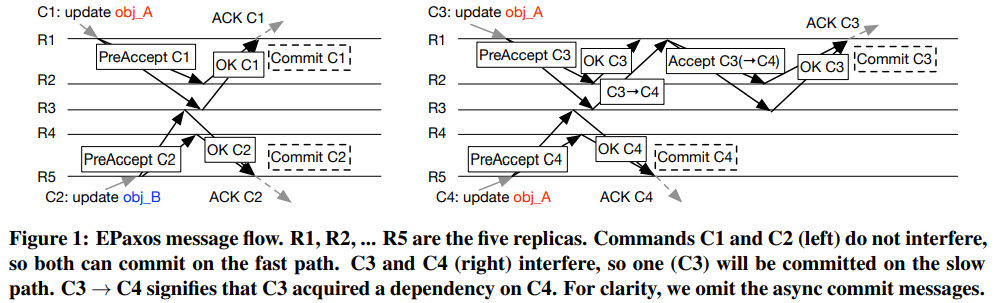 C1: update obj_A
ACK C1
C3: update obj_A
ACK C3
R1
PreAccept C1
OK C1
Commit C1
R1
PreAccept C3
OK C3
Accept C3(→C4)
OK C3
Commit C3
R2
R2
C3→C4
R3
R3
R4
R4
PreAccept C2
OK C2
Commit C2
PreAccept C4
OK C4
Commit C4
R5
R5
C2: update obj_B
ACK C2
C4: update obj_A
ACK C4
Figure 1: EPaxos message flow. R1, R2, ... R5 are the five replicas. Commands C1 and C2 (left) do not interfere,
so both can commit on the fast path. C3 and C4 (right) interfere, so one (C3) will be committed on the slow
path. C3 → C4 signifies that C3 acquired a dependency on C4. For clarity, we omit the async commit messages.